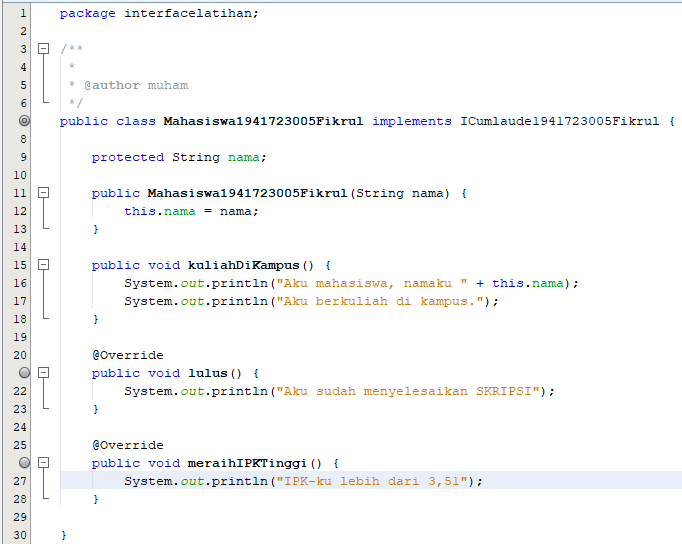 1 package interfacelatihan;
2
3 /**
4 *
5 * @author muham
6 */
public class Mahasiswa1941723005Fikrul implements ICumlaude1941723005Fikrul {
8
9 protected String nama;
10
11 public Mahasiswa1941723005Fikrul(String nama) {
12 this.nama = nama;
13 }
14
15 public void kuliahDiKampus() {
16 System.out.println("Aku mahasiswa, namaku " + this.nama);
17 System.out.println("Aku berkuliah di kampus.");
18 }
19
20 @Override
public void lulus() {
22 System.out.println("Aku sudah menyelesaikan SKRIPSI");
23 }
24
25 @Override
public void meraihIPKTinggi() {
27 System.out.println("IPK-ku lebih dari 3,51");
28 }
29
30 }